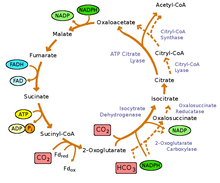 Acetyl-CoA
NADP
NADPH
Oxaloacetate
Malate
Citryl-CoA
Synthase
ATP Citrate
Lyase
Citryl-CoA
Fumarate
Citryl-CoA
Lyase
FADH
FAD
Citrate
Succinate
Isocitrate
ATP
ADP
Pi
Isocytrate
Dehydrogenase
Oxalosuccinate
Reducatase
Oxalosuccinate
Succinyl-CoA
CO2
NADP
CO2
Fdred
2-Oxoglutarate
2-Oxoglutarate
Carboxylase
Fdox
HCO3
NADPH